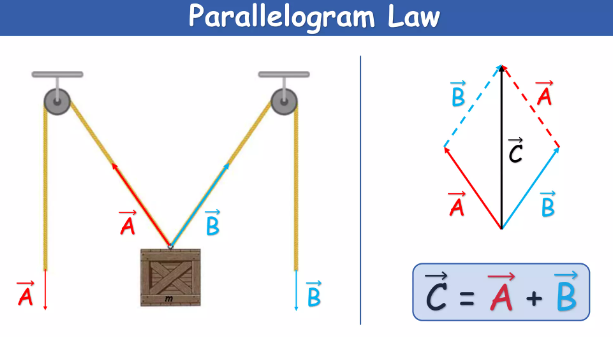 Parallelogram Law
A⃗
B⃗
m
A⃗
B⃗
B⃗
A⃗
C⃗
A⃗
B⃗
C⃗ = A⃗ + B⃗